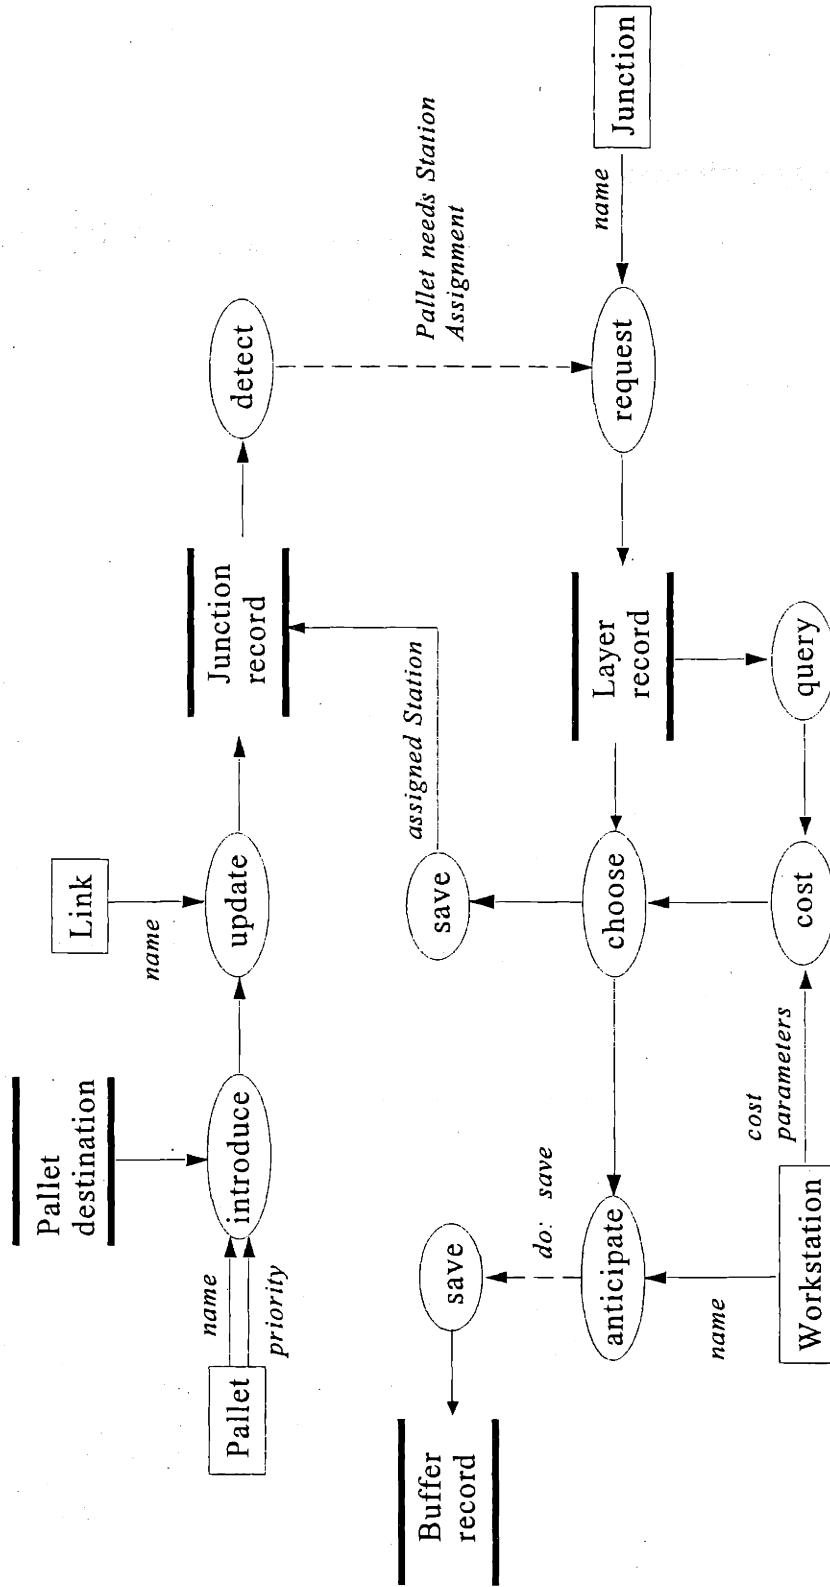 Pallet
destination
Link
name
Pallet
name
priority
introduce
update
Junction
record
detect
Buffer
record
save
do: save
save
assigned Station
Pallet needs Station
Assignment
anticipate
choose
Layer
record
request
name
Junction
name
Workstation
cost
parameters
cost
query